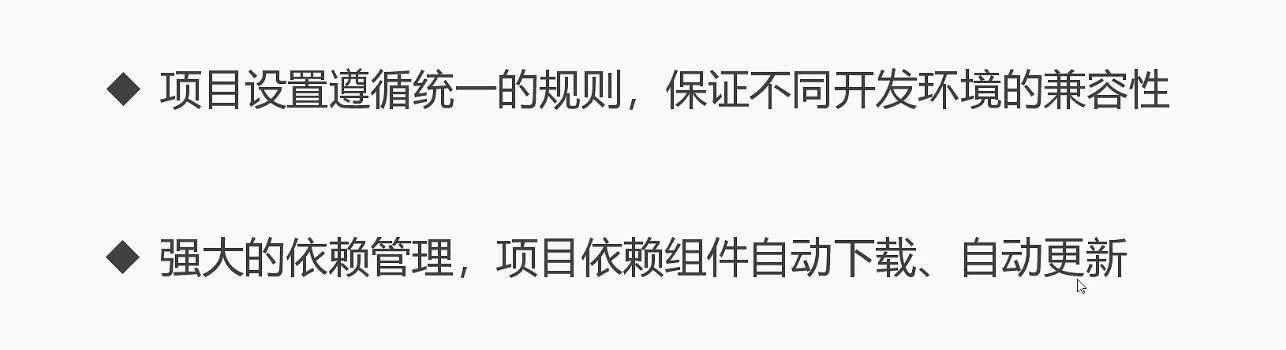 ◆ 项目设置遵循统一的规则，保证不同开发环境的兼容性
◆ 强大的依赖管理，项目依赖组件自动下载、自动更新